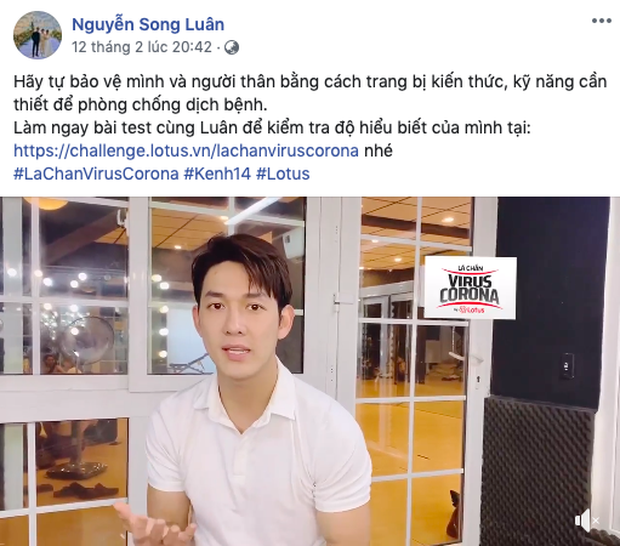 Nguyễn Song Luân
12 tháng 2 lúc 20:42 ·
Hãy tự bảo vệ mình và người thân bằng cách trang bị kiến thức, kỹ năng cần
thiết để phòng chống dịch bệnh.
Làm ngay bài test cùng Luân để kiểm tra độ hiểu biết của mình tại:
https://challenge.lotus.vn/lachanviruscorona nhé
#LaChanVirusCorona #Kenh14 #Lotus
LÁ CHẮN
VIRUS
CORONA
by Lotus